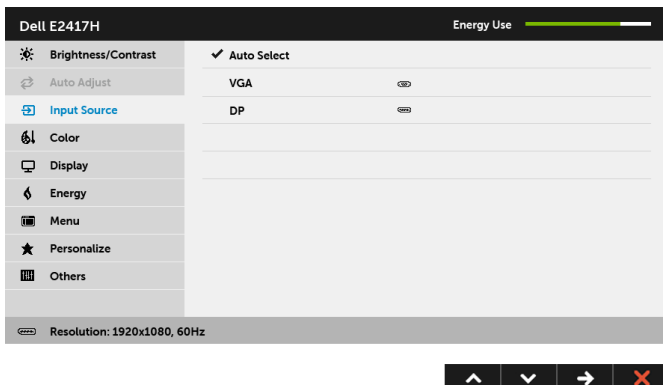 Dell E2417H
Energy Use
Brightness/Contrast
Auto Select
Auto Adjust
VGA
Input Source
DP
Color
Display
Energy
Menu
Personalize
Others
Resolution: 1920x1080, 60Hz